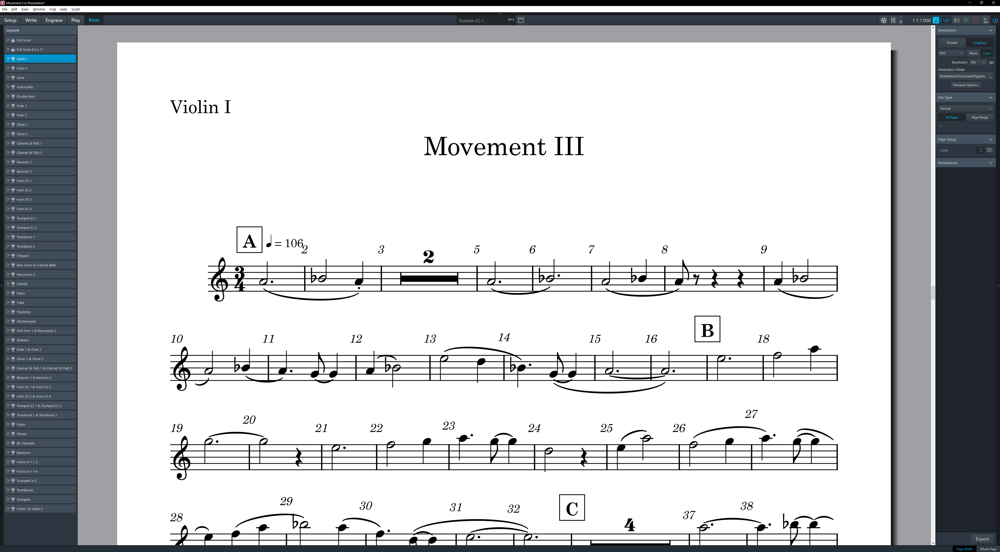 Movement II in Dissertation*
File Edit View Window Hub Help Script
Setup Write Engrave Play Print
Trumpet (C) 1
1.1.1.000 120
Layouts
Full score
Full Score 8.5 x 11
Violin I
Violin II
Viola
Violoncello
Double Bass
Flute 1
Flute 2
Oboe 1
Oboe 2
Clarinet (B Flat) 1
Clarinet (B Flat) 2
Bassoon 1
Bassoon 2
Horn (F) 1
Horn (F) 2
Horn (F) 3
Horn (F) 4
Trumpet (C) 1
Trumpet (C) 2
Trombone 1
Trombone 2
Timpani
Bass Drum & Tubular Bells
Percussion 2
Celeste
Piano
Tuba
Theremin
Glockenspiel
Tom-tom 1 & Percussion 1
Shekere
Flute 1 & Flute 2
Oboe 1 & Oboe 2
Clarinet (B Flat) 1 & Clarinet (B Flat) 2
Bassoon 1 & Bassoon 2
Horn (F) 1 & Horn (F) 2
Horn (F) 3 & Horn (F) 4
Trumpet (C) 1 & Trumpet (C) 2
Trombone 1 & Trombone 2
Flutes
Oboes
Bb Clarinets
Bassoons
Horns in F 1-2
Horns in F 3-4
Trumpets in C
Trombones
Trumpets
Violin I & Violin II
Violin I
Movement III
A = 106
2 3 2 5 6 7 8 9
3
4
B
10 11 12 13 14 15 16 18
19 20 21 22 23 24 25 26 27
C
28 29 30 31 32 4 37 38
Destination
Printer Graphics
PNG Mono Color
Resolution 150 dpi
Destination folder
issertation/Document/Figures ...
Filename Options...
Job Type
Normal
All Pages Page Range
7
Page Setup
Letter
Annotations
Export
Page Width Whole Page